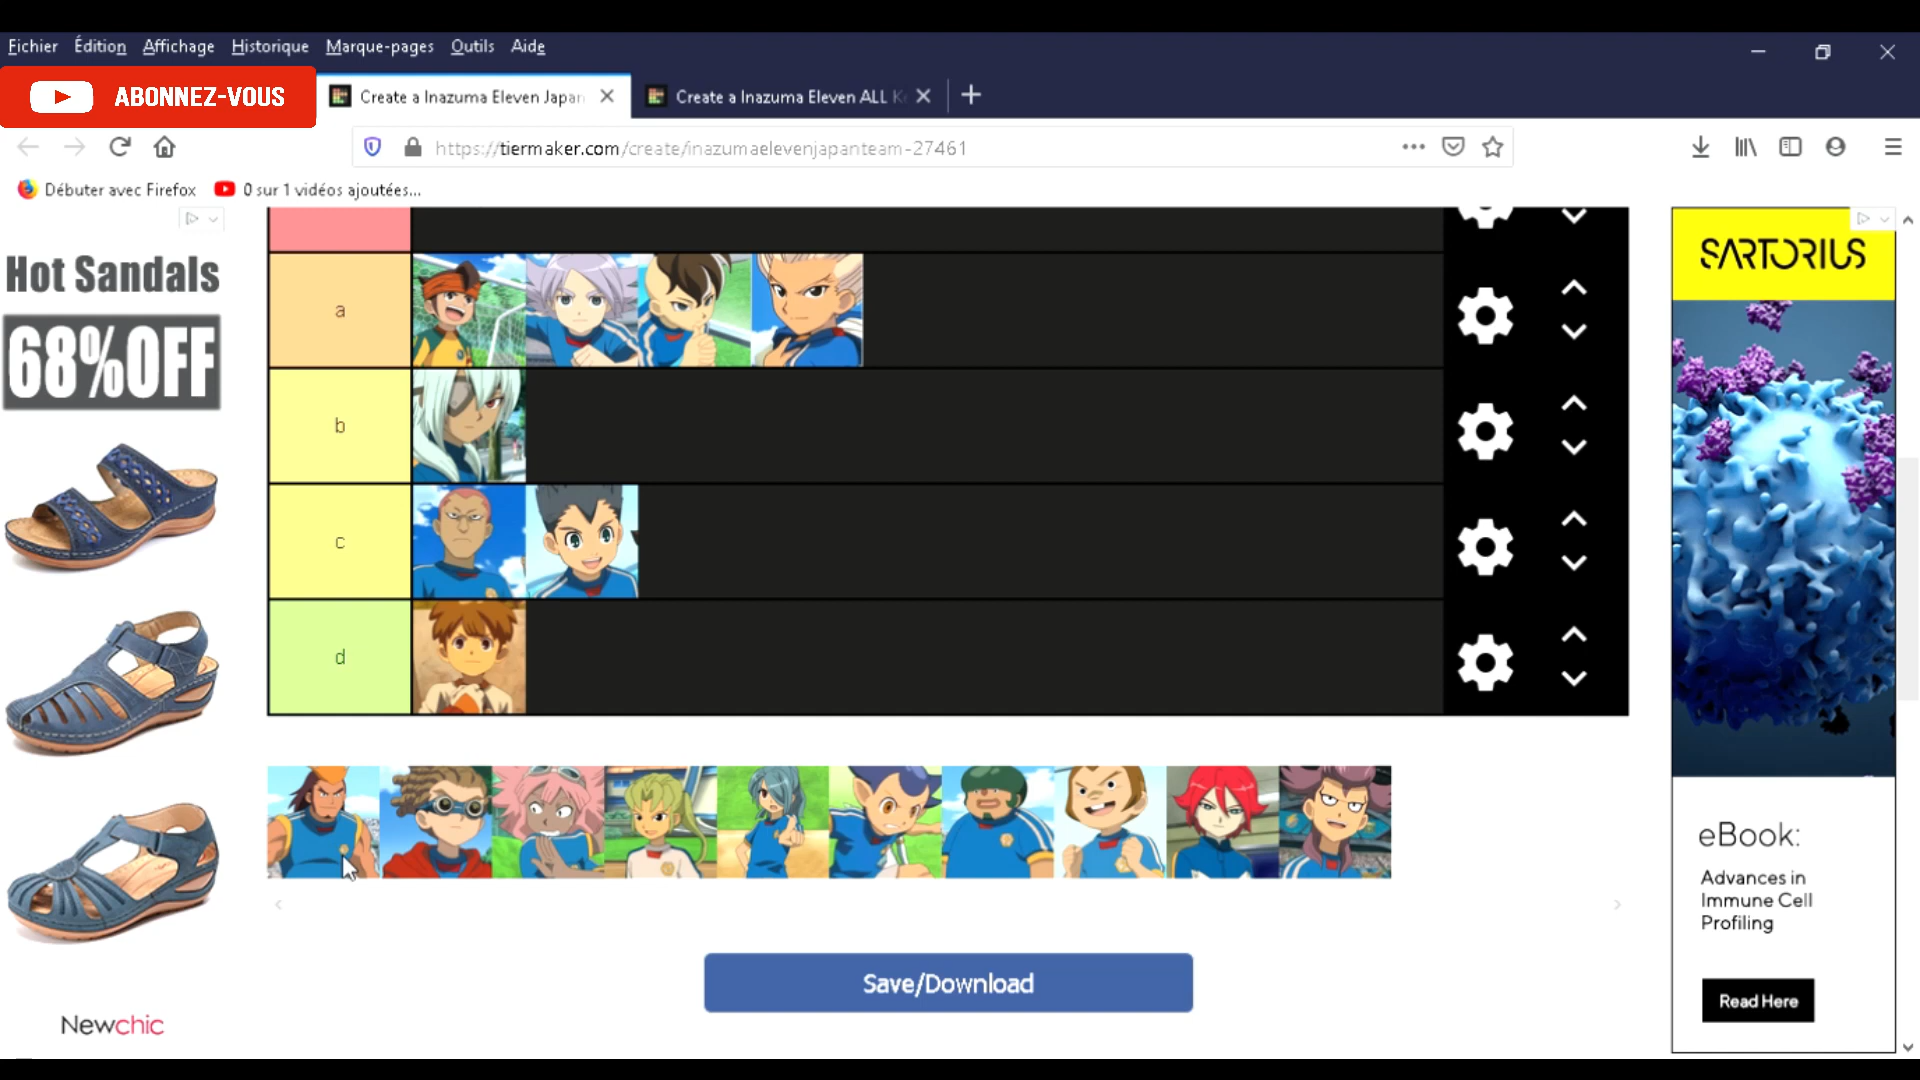 Fichier Édition Affichage Historique Marque-pages Outils Aide
ABONNEZ-VOUS
Create a Inazuma Eleven Japan
Create a Inazuma Eleven ALL K
https://tiermaker.com/create/inazumaelevenjapanteam-27461
Débuter avec Firefox
0 sur 1 vidéos ajoutées...
Hot Sandals
68%OFF
Newchic
a
b
c
d
Save/Download
SARTORIUS
eBook:
Advances in
Immune Cell
Profiling
Read Here